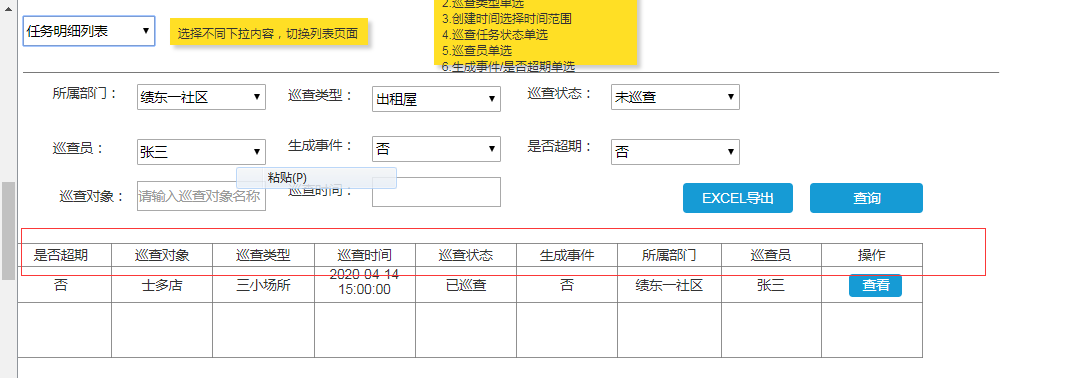 2.巡查类型单选
3.创建时间选择时间范围
任务明细列表
选择不同下拉内容，切换列表页面
4.巡查任务状态单选
5.巡查员单选
6.生成事件/是否超期单选
所属部门： 绩东一社区 巡查类型： 出租屋 巡查状态： 未巡查
巡查员： 张三 生成事件： 否 是否超期： 否
粘贴(P)
巡查对象： 请输入巡查对象名称 巡查时间： EXCEL导出 查询
是否超期 巡查对象 巡查类型 巡查时间 巡查状态 生成事件 所属部门 巡查员 操作
否 士多店 三小场所 2020-04-14 15:00:00 已巡查 否 绩东一社区 张三 查看